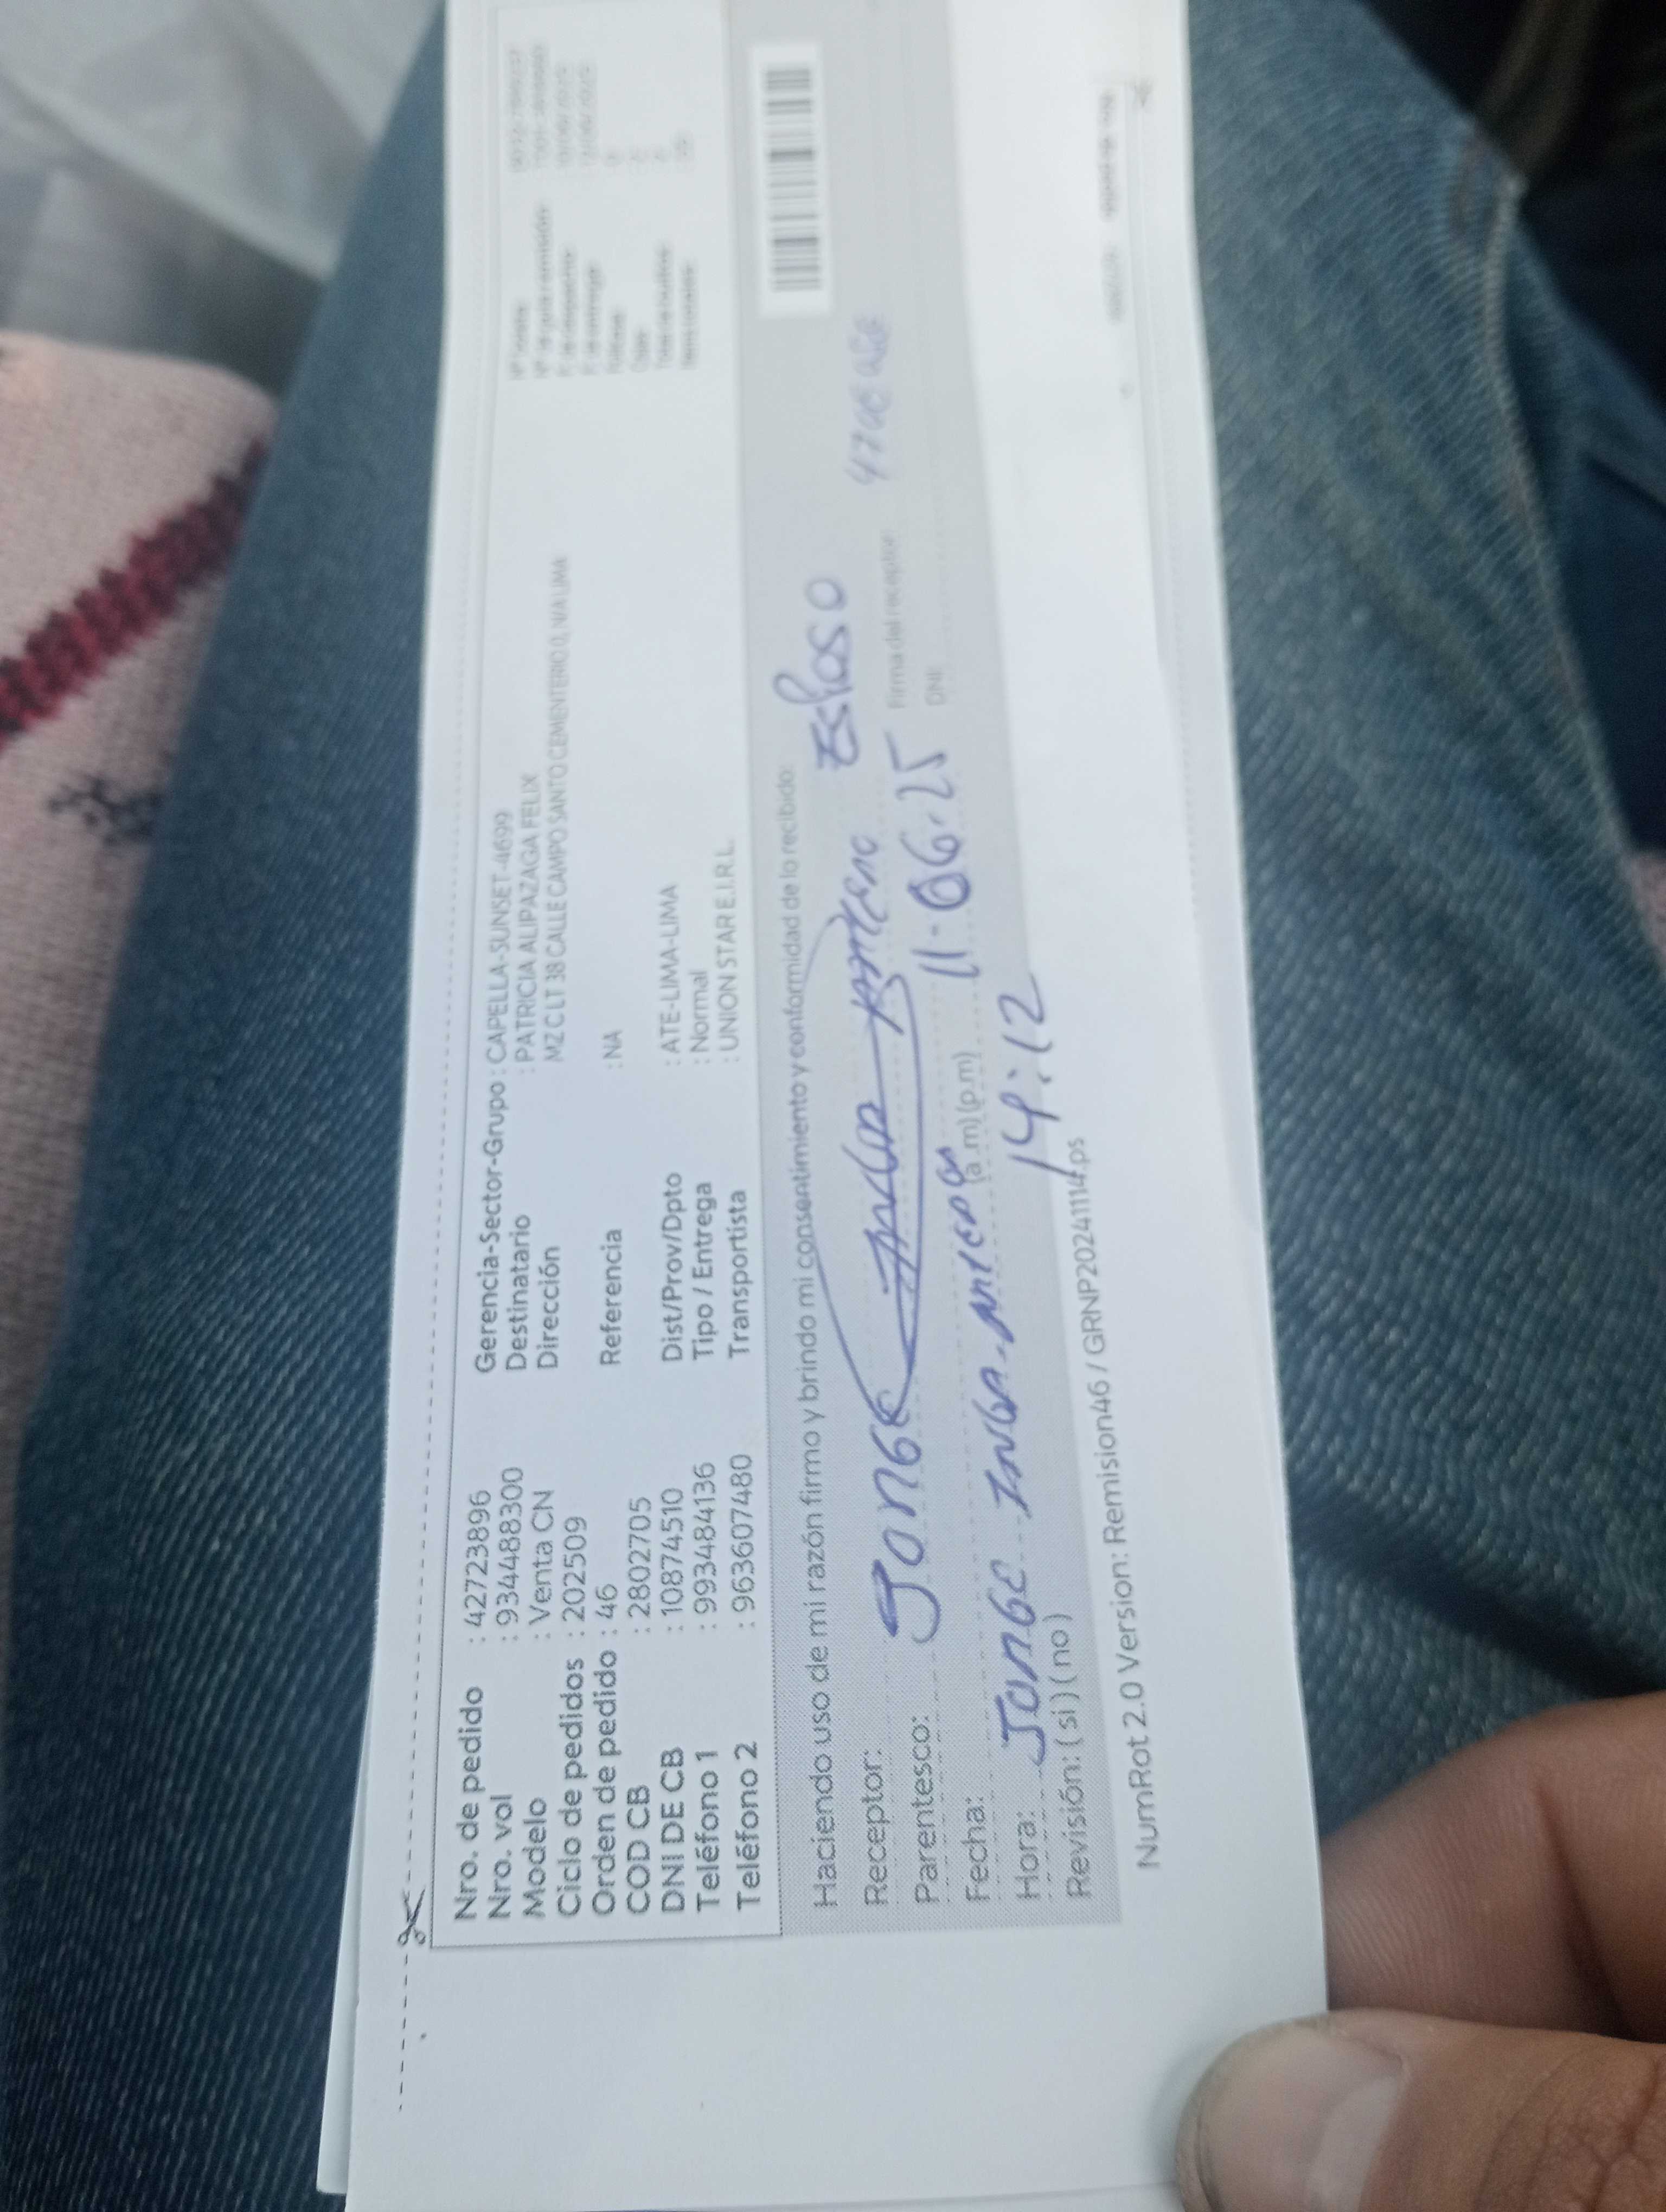 Nro. de pedido : 42723896
Nro. vol : 934488300
Modelo : Venta CN
Ciclo de pedidos : 202509
Orden de pedido : 46
COD CB : 2802705
DNI DE CB : 10874510
Teléfono 1 : 993484136
Teléfono 2 : 963607480
Gerencia-Sector-Grupo : CAPELLA-SUNSET-4699
Destinatario : PATRICIA ALIPAZAGA FELIX
Dirección MZ C LT 38 CALLE CAMPO SANTO CEMENTERIO 0, N/A LIMA
Referencia : NA
Dist/Prov/Dpto : ATE-LIMA-LIMA
Tipo / Entrega : Normal
Transportista : UNION STAR E.I.R.L.
Haciendo uso de mi razón firmo y brindo mi consentimiento y conformidad de lo recibido:
Receptor: Jorge Esposo
Parentesco: 11-06-25
Firma del receptor
DNI
Fecha: Jorge Inga (a.m) (p.m)
Hora: 14:12
Revisión: ( si ) ( no )
NumRot 2.0 Version: Remision46 / GRNP20241114.ps